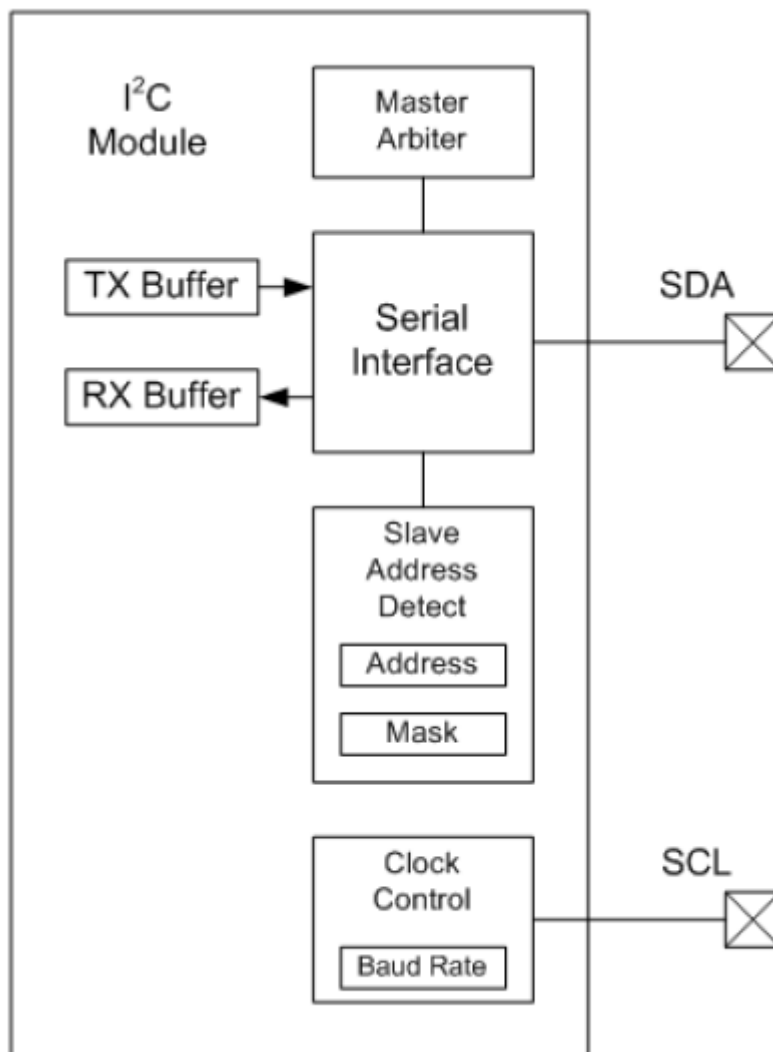 I²C
Module
Master
Arbiter
TX Buffer
RX Buffer
Serial
Interface
SDA
Slave
Address
Detect
Address
Mask
Clock
Control
Baud Rate
SCL